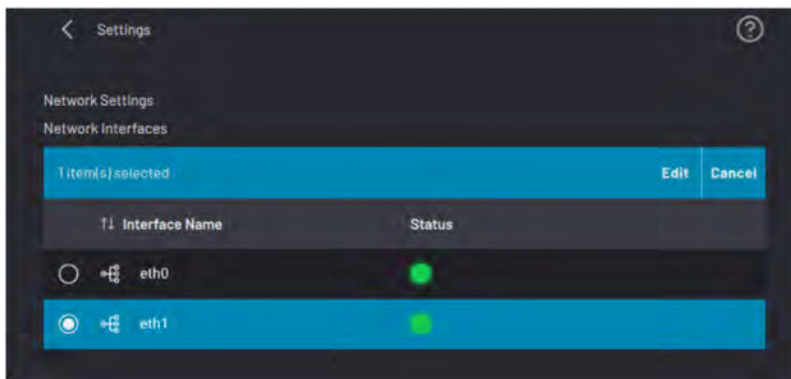 Settings
Network Settings
Network Interfaces
1 item(s) selected Edit Cancel
Interface Name Status
eth0
eth1